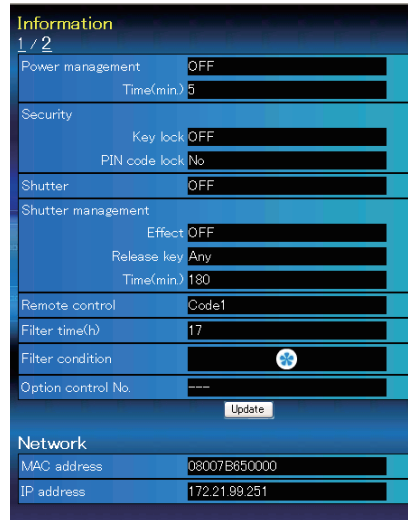 Information
1 / 2
Power management OFF
Time(min.) 5
Security
Key lock OFF
PIN code lock No
Shutter OFF
Shutter management
Effect OFF
Release key Any
Time(min.) 180
Remote control Code1
Filter time(h) 17
Filter condition
Option control No. ---
Update
Network
MAC address 08007B650000
IP address 172.21.99.251